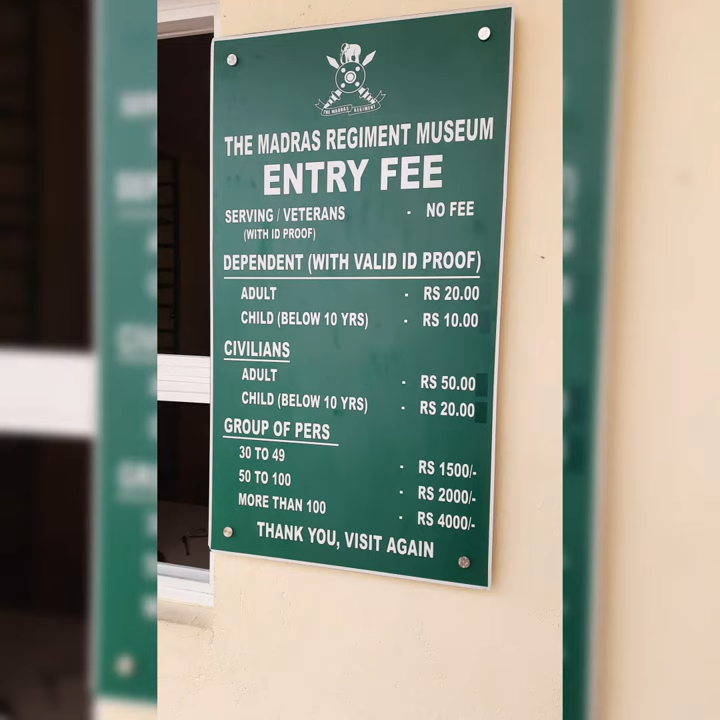 THE MADRAS REGIMENT
THE MADRAS REGIMENT MUSEUM
ENTRY FEE
SERVING / VETERANS - NO FEE
(WITH ID PROOF)
DEPENDENT (WITH VALID ID PROOF)
ADULT - RS 20.00
CHILD (BELOW 10 YRS) - RS 10.00
CIVILIANS
ADULT - RS 50.00
CHILD (BELOW 10 YRS) - RS 20.00
GROUP OF PERS
30 TO 49 - RS 1500/-
50 TO 100 - RS 2000/-
MORE THAN 100 - RS 4000/-
THANK YOU, VISIT AGAIN